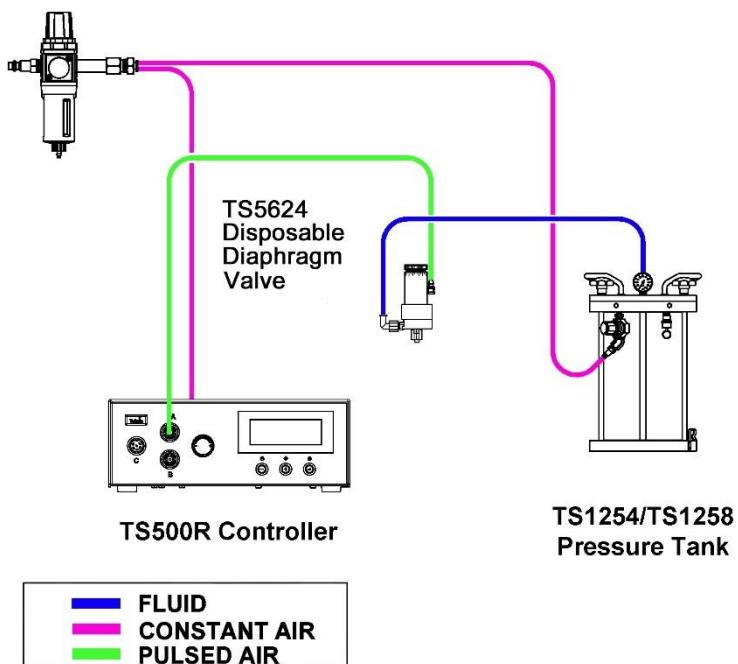 TS5624
Disposable
Diaphragm
Valve
A
C
B
TS500R Controller
TS1254/TS1258
Pressure Tank
FLUID
CONSTANT AIR
PULSED AIR